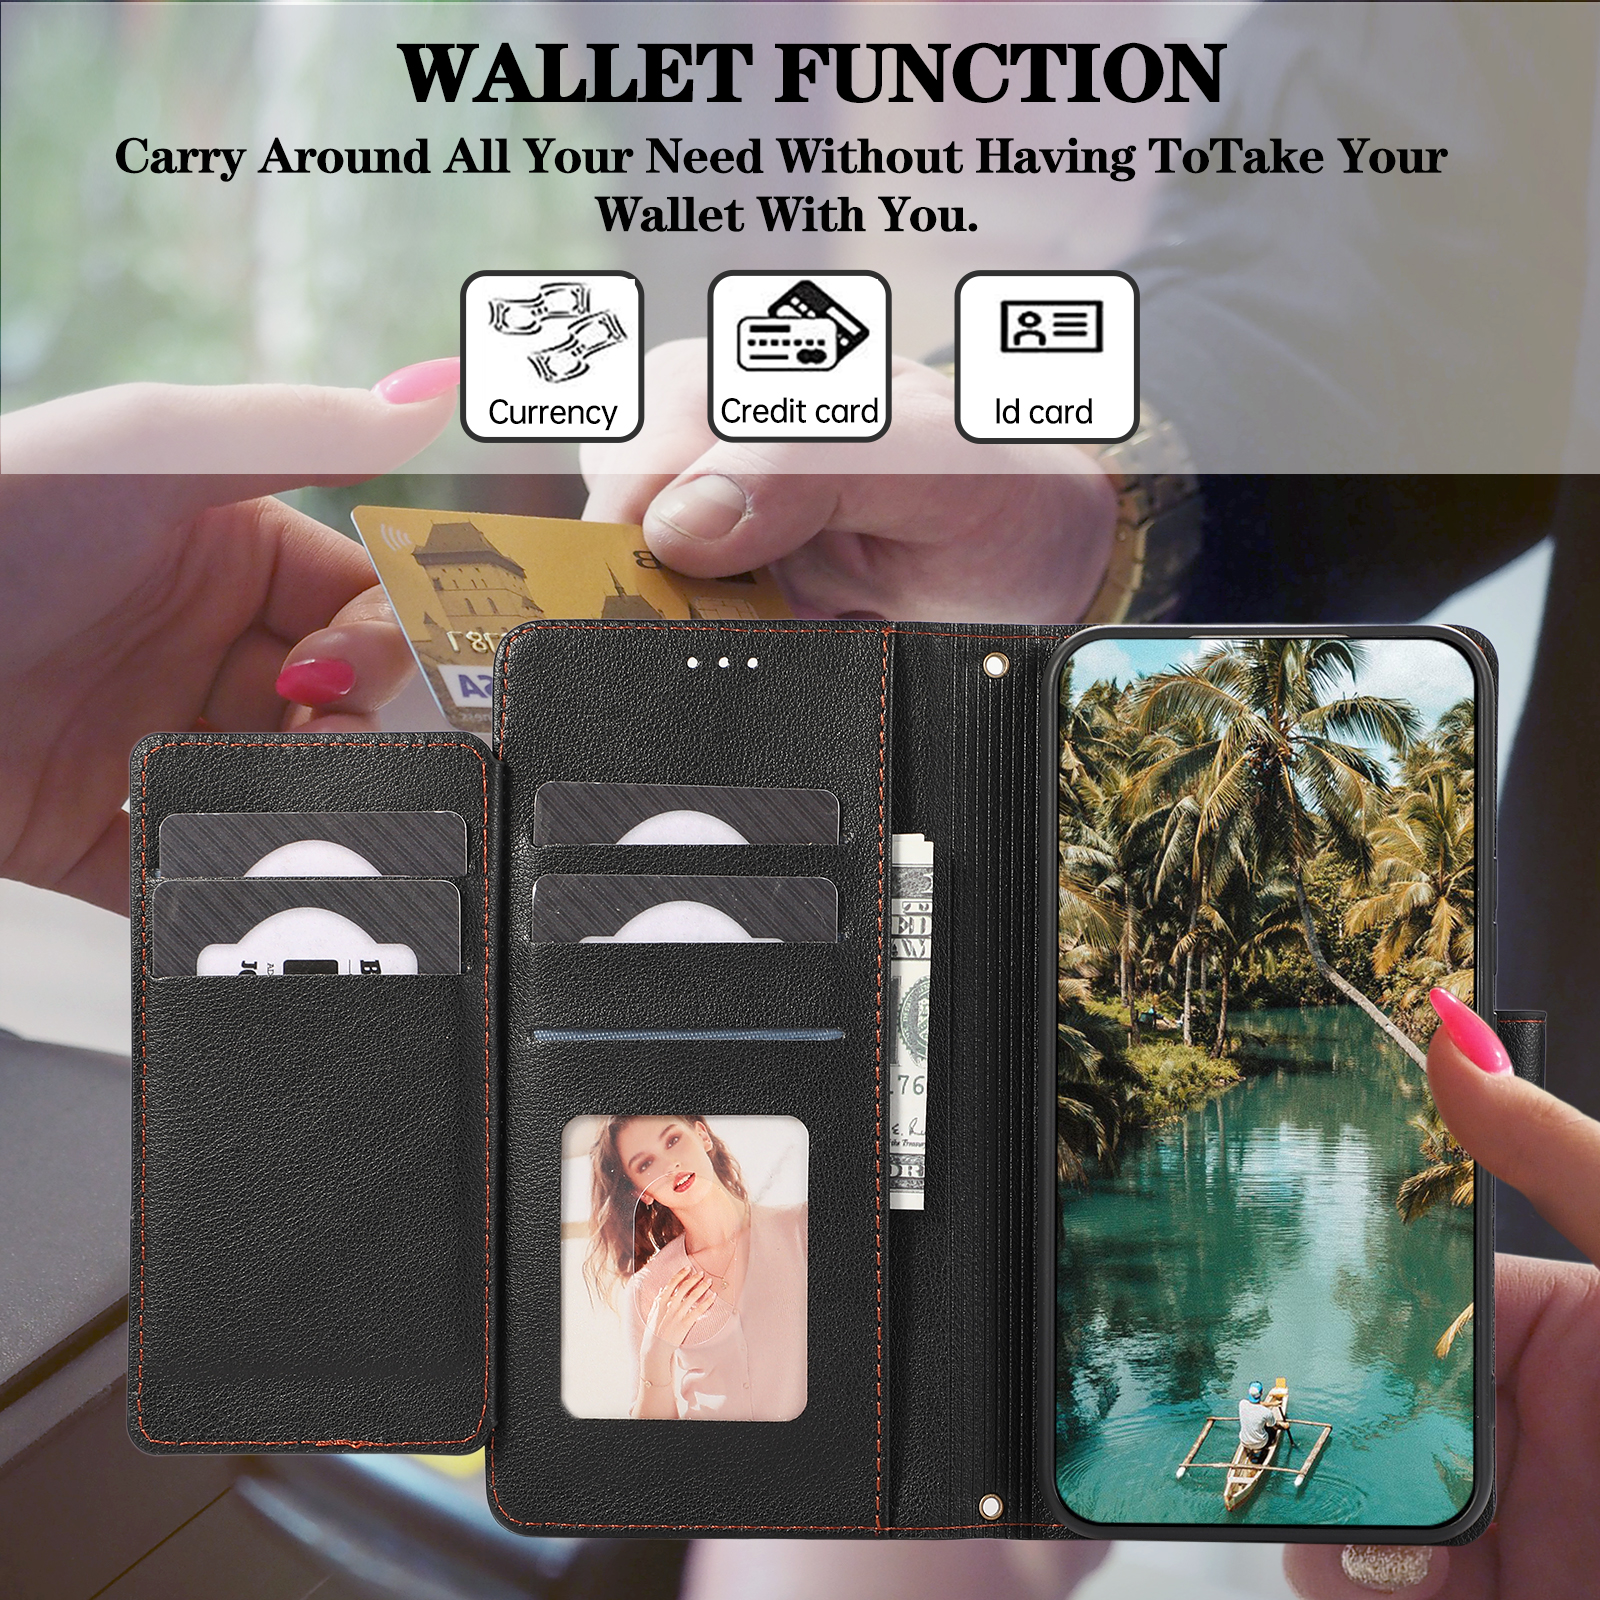 WALLET FUNCTION
Carry Around All Your Need Without Having ToTake Your
Wallet With You.
Currency
Credit card
Id card
.76